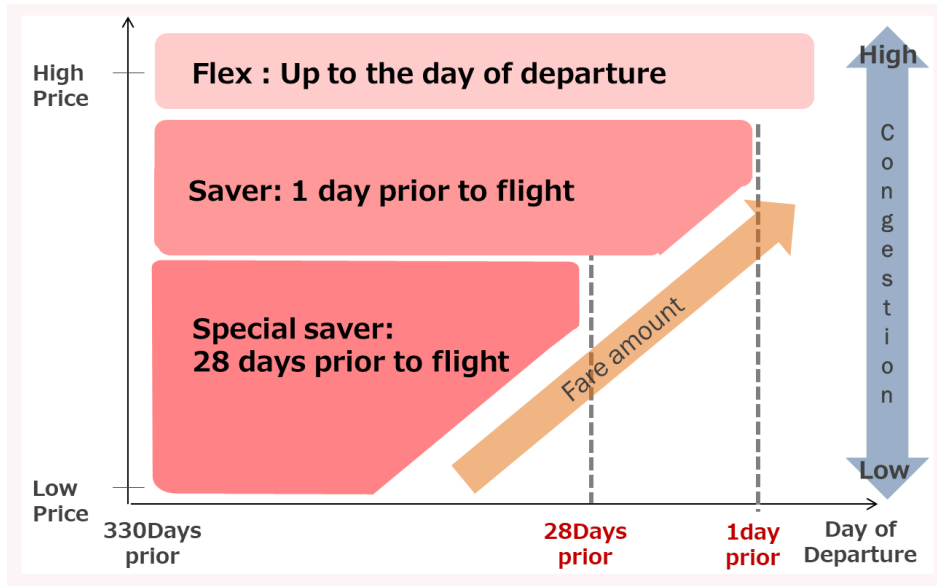 High
Price
Flex : Up to the day of departure
Saver: 1 day prior to flight
Special saver:
28 days prior to flight
Fare amount
High
Congestion
Low
Low
Price
330Days
prior
28Days
prior
1day
prior
Day of
Departure